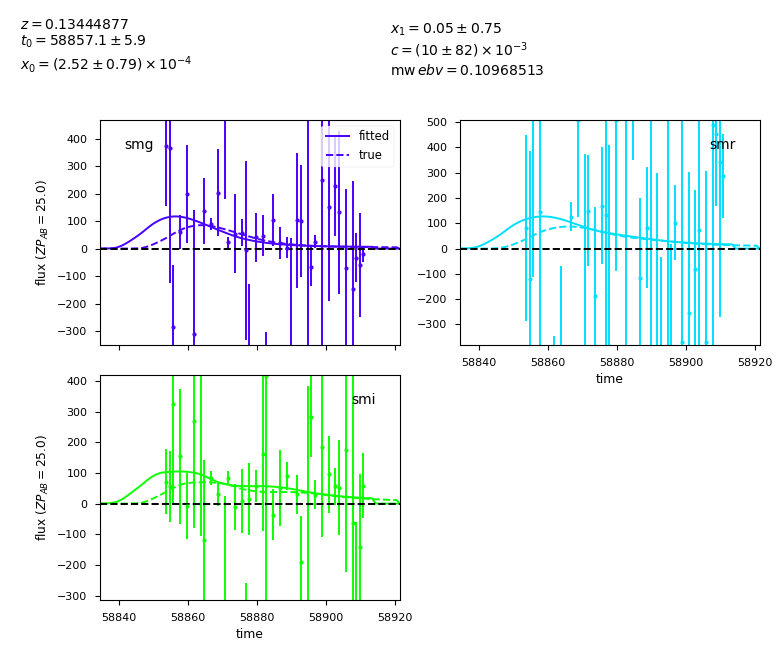 z = 0.13444877
t₀ = 58857.1 ± 5.9
x₀ = (2.52 ± 0.79) × 10⁻⁴
x₁ = 0.05 ± 0.75
c = (10 ± 82) × 10⁻³
mw ebv = 0.10968513
smg
fitted
true
400
300
200
100
0
−100
−200
−300
flux (ZP_AB = 25.0)
smr
500
400
300
200
100
0
−100
−200
−300
58840 58860 58880 58900 58920
time
smi
400
300
200
100
0
−100
−200
−300
flux (ZP_AB = 25.0)
58840 58860 58880 58900 58920
time